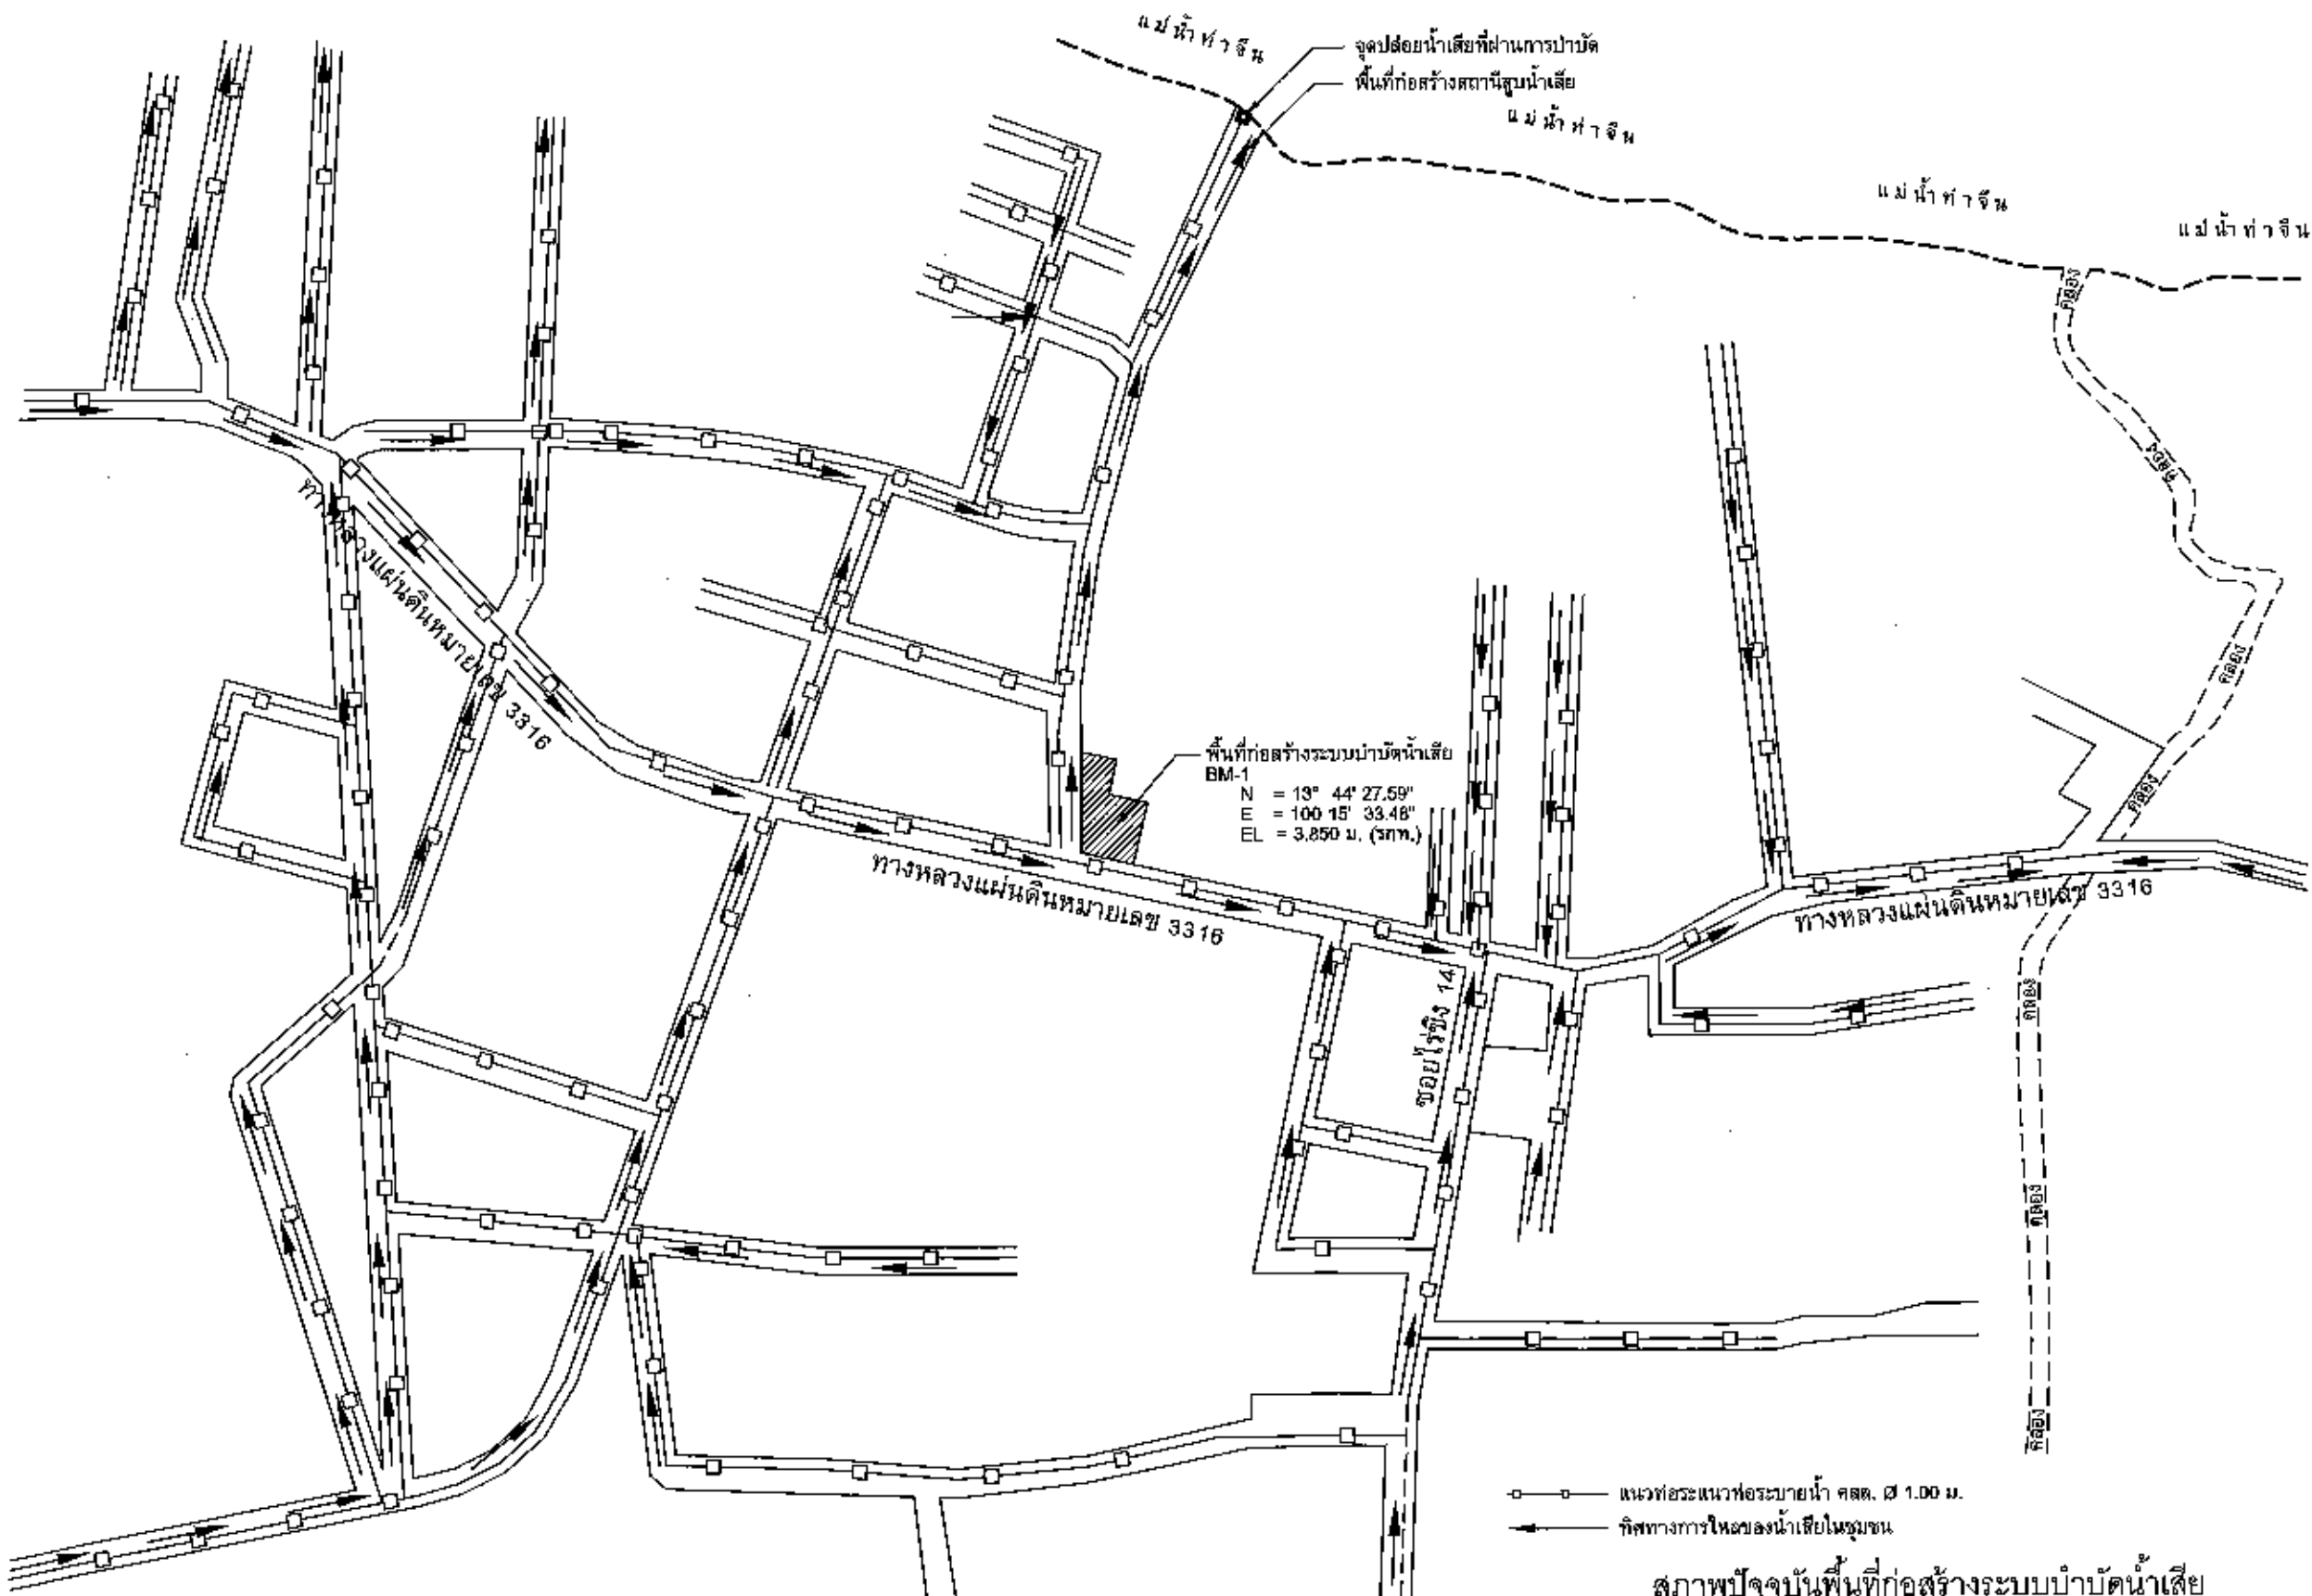 แม่น้ำท่าจีน
จุดปล่อยน้ำเสียที่ผ่านการบำบัด
พื้นที่ก่อสร้างสถานีสูบน้ำเสีย
แม่น้ำท่าจีน
แม่น้ำท่าจีน
แม่น้ำท่าจีน
คลอง
คลอง
ทางหลวงแผ่นดินหมายเลข 3316
คลอง
พื้นที่ก่อสร้างระบบบำบัดน้ำเสีย
BM-1
N = 13° 44' 27.59"
E = 100 15' 33.48"
EL = 3.850 ม. (รทก.)
คลอง
ทางหลวงแผ่นดินหมายเลข 3316
ทางหลวงแผ่นดินหมายเลข 3316
ซอยไร่ขิง 14
คลอง
คลอง
คลอง
แนวท่อระแนวท่อระบายน้ำ คสล. Ø 1.00 ม.
ทิศทางการไหลของน้ำเสียในชุมชน
สภาพปัจจุบันพื้นที่ก่อสร้างระบบบำบัดน้ำเสีย